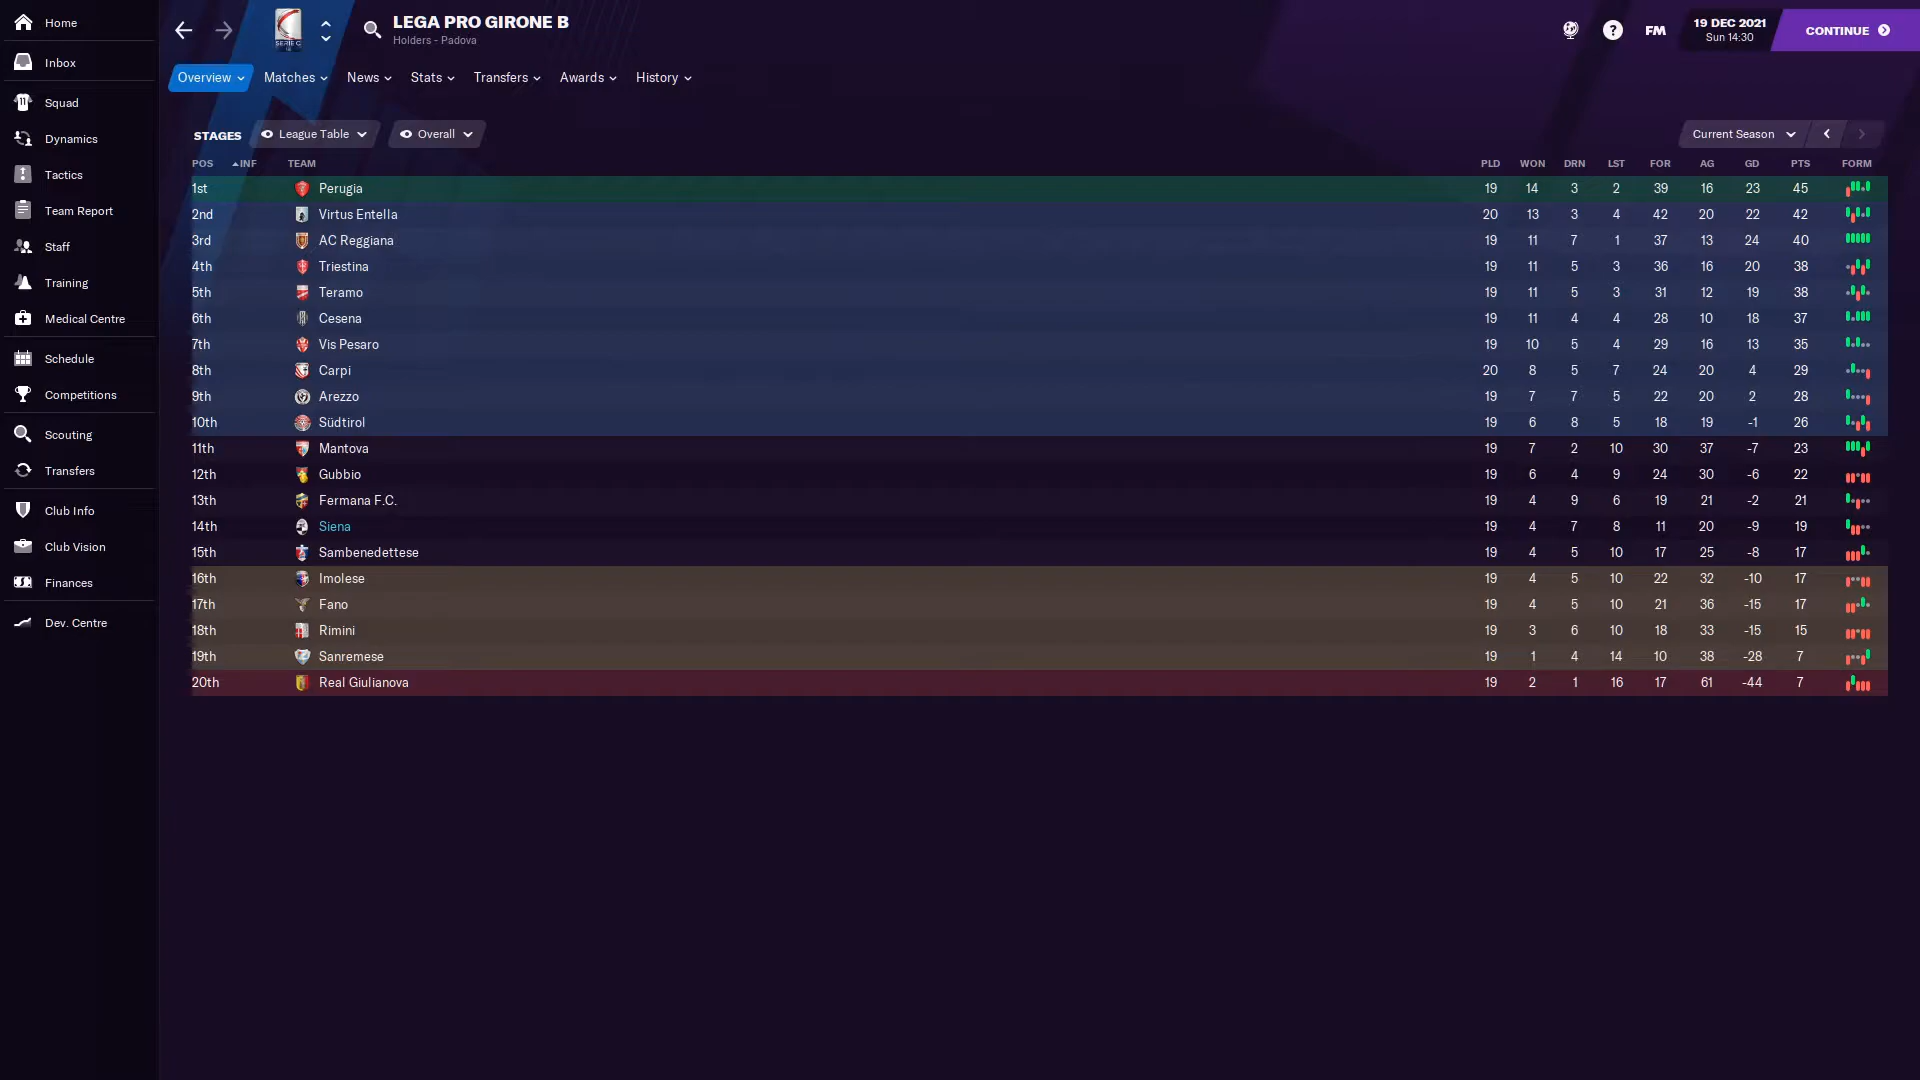 Home
Inbox
Squad
Dynamics
Tactics
Team Report
Staff
Training
Medical Centre
Schedule
Competitions
Scouting
Transfers
Club Info
Club Vision
Finances
Dev. Centre
SERIE C
LEGA PRO GIRONE B
Holders - Padova
FM
19 DEC 2021
Sun 14:30
CONTINUE
Overview Matches News Stats Transfers Awards History
STAGES League Table Overall Current Season
POS INF TEAM PLD WON DRN LST FOR AG GD PTS FORM
1st Perugia 19 14 3 2 39 16 23 45
2nd Virtus Entella 20 13 3 4 42 20 22 42
3rd AC Reggiana 19 11 7 1 37 13 24 40
4th Triestina 19 11 5 3 36 16 20 38
5th Teramo 19 11 5 3 31 12 19 38
6th Cesena 19 11 4 4 28 10 18 37
7th Vis Pesaro 19 10 5 4 29 16 13 35
8th Carpi 20 8 5 7 24 20 4 29
9th Arezzo 19 7 7 5 22 20 2 28
10th Südtirol 19 6 8 5 18 19 -1 26
11th Mantova 19 7 2 10 30 37 -7 23
12th Gubbio 19 6 4 9 24 30 -6 22
13th Fermana F.C. 19 4 9 6 19 21 -2 21
14th Siena 19 4 7 8 11 20 -9 19
15th Sambenedettese 19 4 5 10 17 25 -8 17
16th Imolese 19 4 5 10 22 32 -10 17
17th Fano 19 4 5 10 21 36 -15 17
18th Rimini 19 3 6 10 18 33 -15 15
19th Sanremese 19 1 4 14 10 38 -28 7
20th Real Giulianova 19 2 1 16 17 61 -44 7